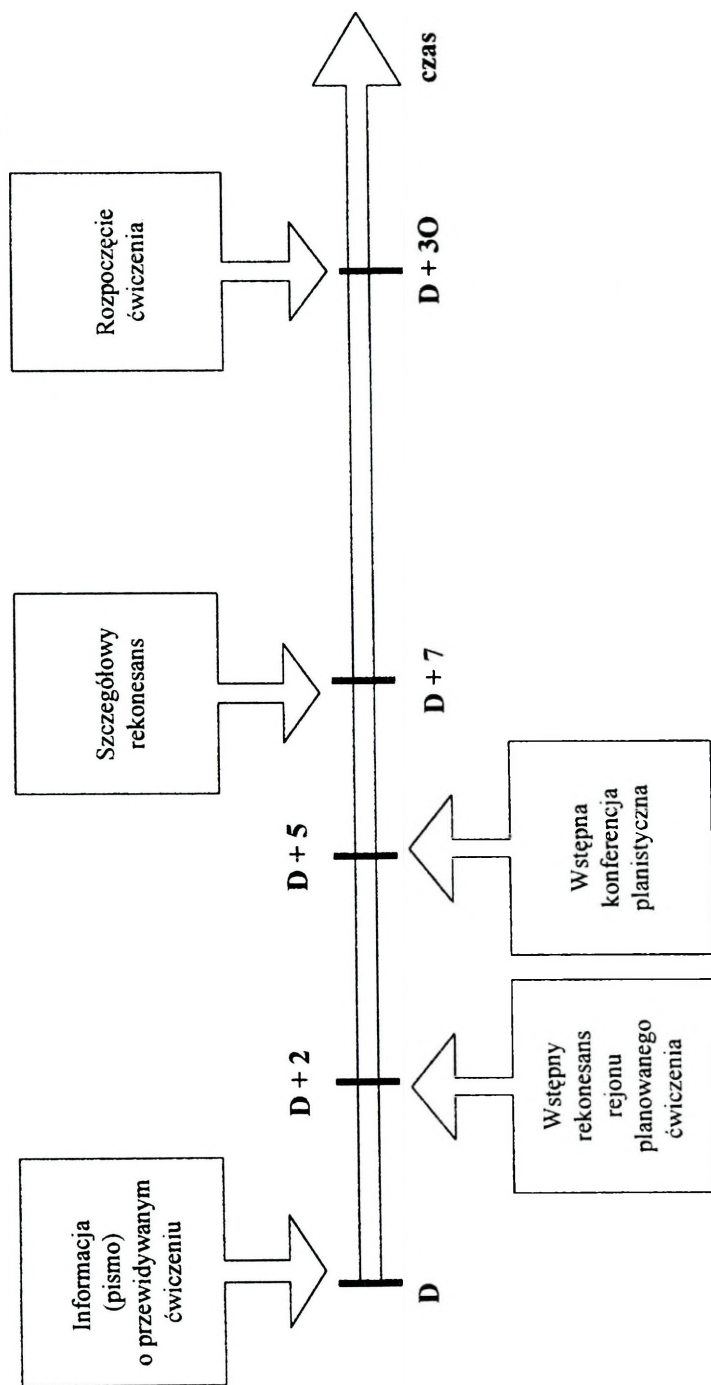 Informacja
(pismo)
o przewidywanym
ćwiczeniu
Szczegółowy
rekonesans
Rozpoczęcie
ćwiczenia
D
D + 2
D + 5
D + 7
D + 3O
czas
Wstępny
rekonesans
rejonu
planowanego
ćwiczenia
Wstępna
konferencja
planistyczna